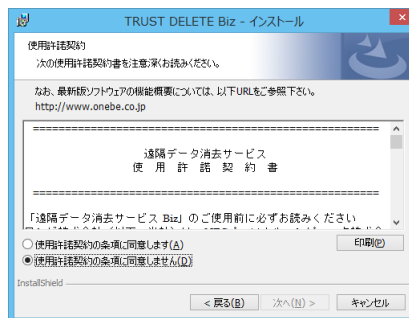 TRUST DELETE Biz - インストール
使用許諾契約
次の使用許諾契約書を注意深くお読みください。
なお、最新版ソフトウェアの機能概要については、以下URLをご参照下さい。
http://www.onebe.co.jp
==========================================================
遠隔データ消去サービス
使 用 許 諾 契 約 書
==========================================================
「遠隔データ消去サービス Biz」のご使用前に必ずお読みください
使用許諾契約の条項に同意します(A)
印刷(P)
使用許諾契約の条項に同意しません(D)
InstallShield
< 戻る(B)
次へ(N) >
キャンセル